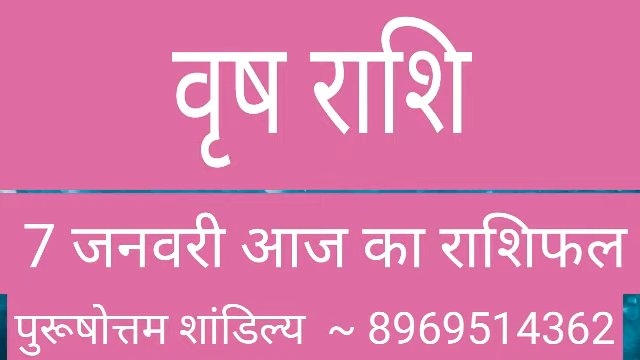 वृष राशि
7 जनवरी आज का राशिफल
पुरूषोत्तम शांडिल्य ~ 8969514362